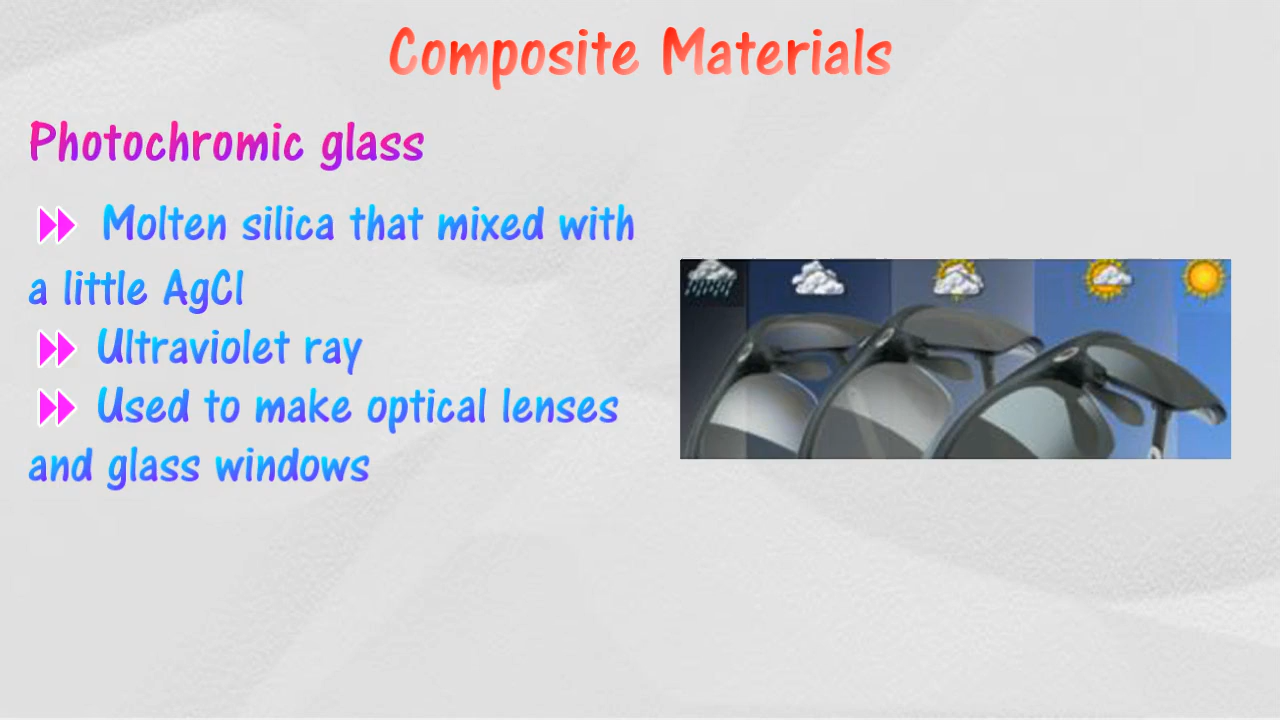 Composite Materials
Photochromic glass
Molten silica that mixed with
a little AgCl
Ultraviolet ray
Used to make optical lenses
and glass windows